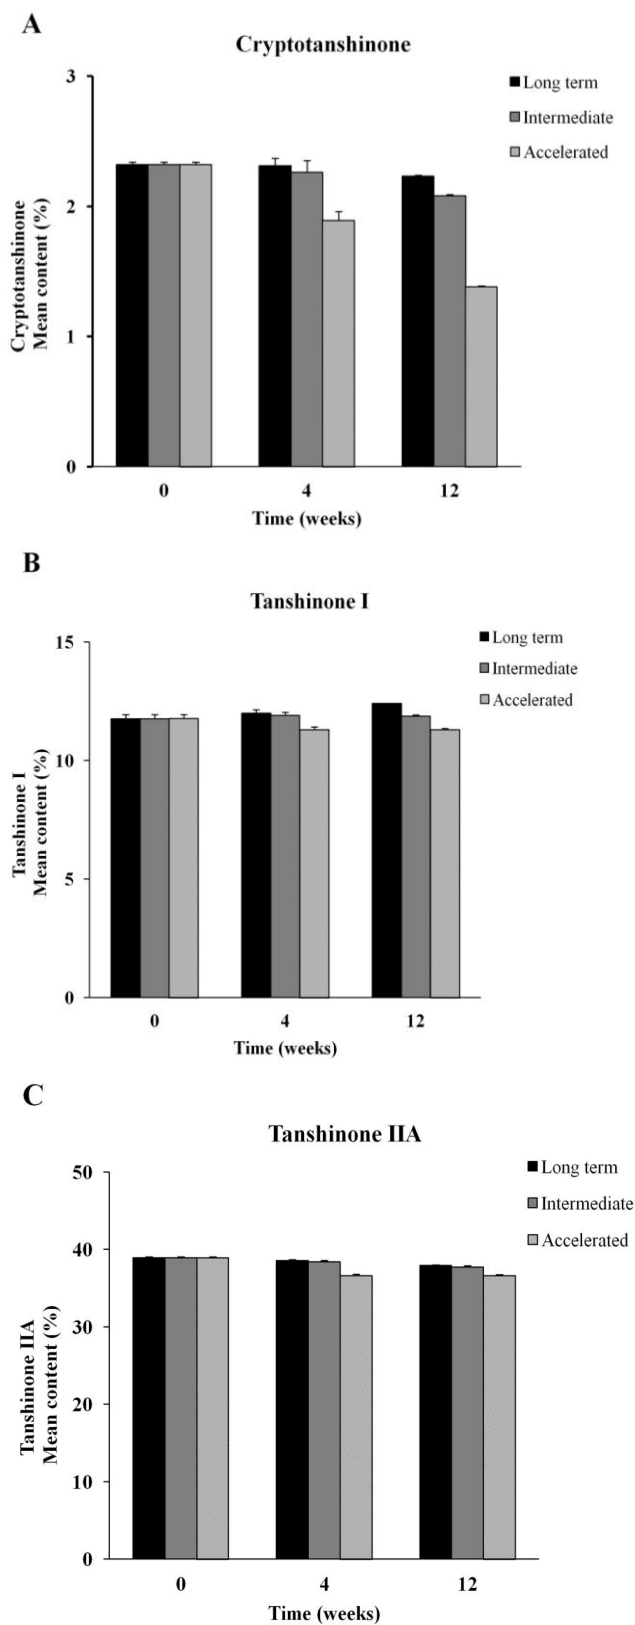 A
Cryptotanshinone
3
2
1
0
Cryptotanshinone
Mean content (%)
Long term
Intermediate
Accelerated
0 4 12
Time (weeks)
B
Tanshinone I
15
10
5
0
Tanshinone I
Mean content (%)
Long term
Intermediate
Accelerated
0 4 12
Time (weeks)
C
Tanshinone IIA
50
40
30
20
10
0
Tanshinone IIA
Mean content (%)
Long term
Intermediate
Accelerated
0 4 12
Time (weeks)